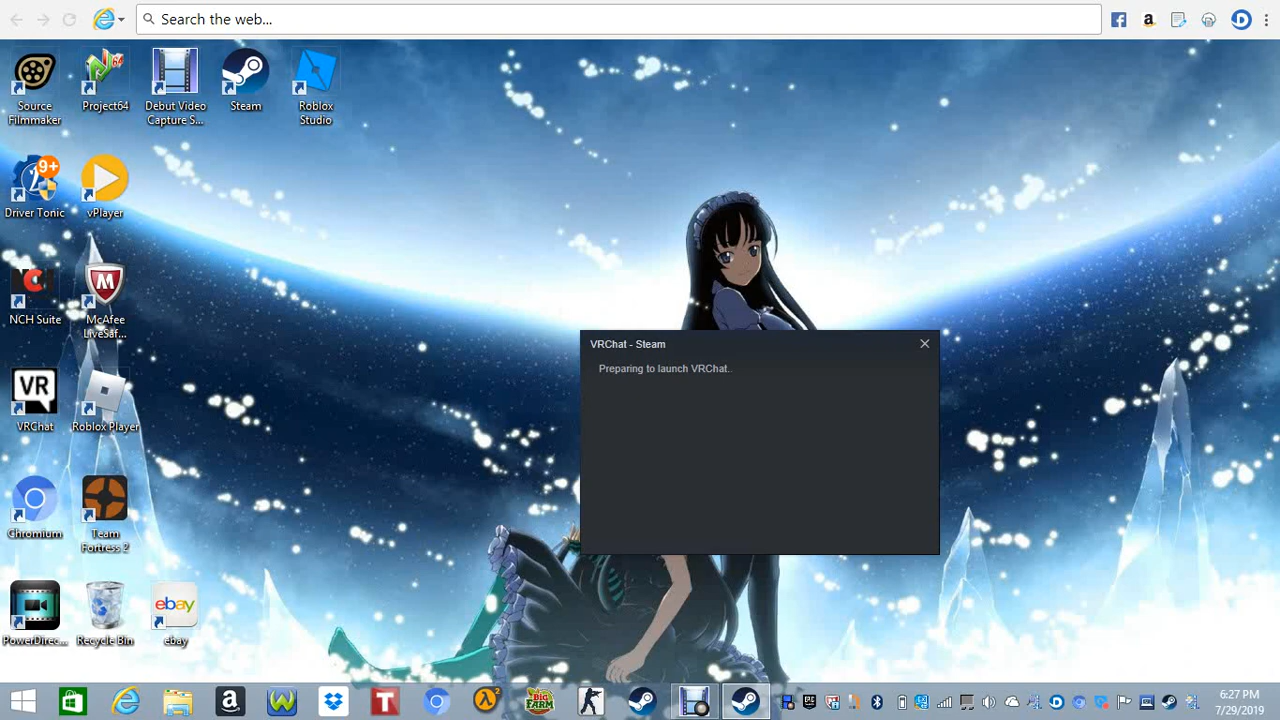 Search the web...
Source
Filmmaker
Project64
Debut Video
Capture S...
Steam
Roblox
Studio
9+
Driver Tonic
vPlayer
NCH Suite
McAfee
LiveSaf...
VR
VRChat
Roblox Player
Chromium
Team
Fortress 2
PowerDirec...
Recycle Bin
ebay
ebay
VRChat - Steam
Preparing to launch VRChat..
BIG
FARM
6:27 PM
7/29/2019